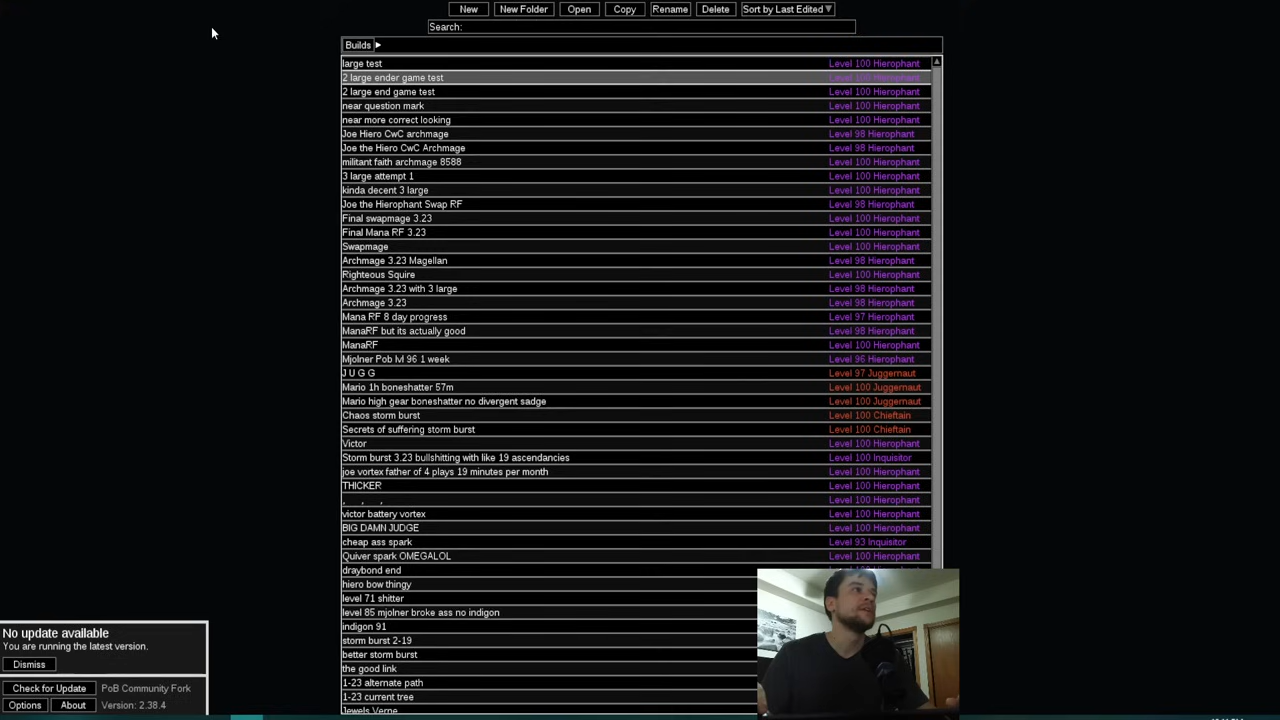 New New Folder Open Copy Rename Delete Sort by Last Edited
Search:
Builds
large test Level 100 Hierophant
2 large ender game test Level 100 Hierophant
2 large end game test Level 100 Hierophant
near question mark Level 100 Hierophant
near more correct looking Level 100 Hierophant
Joe Hiero CwC archmage Level 98 Hierophant
Joe the Hiero CwC Archmage Level 98 Hierophant
militant faith archmage 8588 Level 100 Hierophant
3 large attempt 1 Level 100 Hierophant
kinda decent 3 large Level 100 Hierophant
Joe the Hierophant Swap RF Level 98 Hierophant
Final swapmage 3.23 Level 100 Hierophant
Final Mana RF 3.23 Level 100 Hierophant
Swapmage Level 100 Hierophant
Archmage 3.23 Magellan Level 98 Hierophant
Righteous Squire Level 100 Hierophant
Archmage 3.23 with 3 large Level 98 Hierophant
Archmage 3.23 Level 98 Hierophant
Mana RF 8 day progress Level 97 Hierophant
ManaRF but its actually good Level 98 Hierophant
ManaRF Level 100 Hierophant
Mjolner Pob lvl 96 1 week Level 96 Hierophant
J U G G Level 97 Juggernaut
Mario 1h boneshatter 57m Level 100 Juggernaut
Mario high gear boneshatter no divergent sadge Level 100 Juggernaut
Chaos storm burst Level 100 Chieftain
Secrets of suffering storm burst Level 100 Chieftain
Victor Level 100 Hierophant
Storm burst 3.23 bullshitting with like 19 ascendancies Level 100 Inquisitor
joe vortex father of 4 plays 19 minutes per month Level 100 Hierophant
THICKER Level 100 Hierophant
. , . Level 100 Hierophant
victor battery vortex Level 100 Hierophant
BIG DAMN JUDGE Level 100 Hierophant
cheap ass spark Level 93 Inquisitor
Quiver spark OMEGALOL Level 100 Hierophant
draybond end
hiero bow thingy
level 71 shitter
level 85 mjolner broke ass no indigon
indigon 91
storm burst 2-19
better storm burst
the good link
1-23 alternate path
1-23 current tree
Jewels Verne
No update available
You are running the latest version.
Dismiss
Check for Update PoB Community Fork
Options About Version: 2.38.4